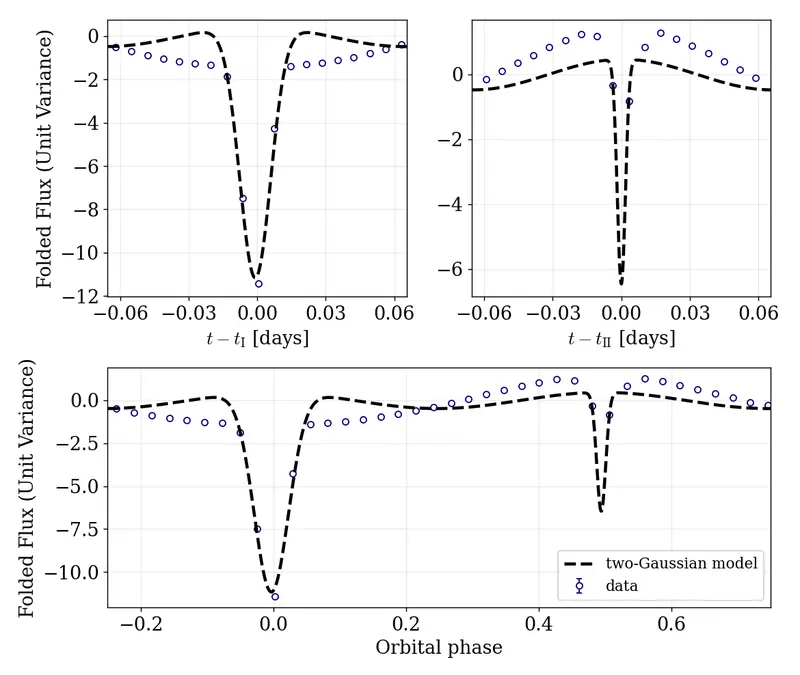 Folded Flux (Unit Variance)
0
−2
−4
−6
−8
−10
−12
−0.06 −0.03 0.00 0.03 0.06
t − tI [days]
0
−2
−4
−6
−0.06 −0.03 0.00 0.03 0.06
t − tII [days]
Folded Flux (Unit Variance)
0.0
−2.5
−5.0
−7.5
−10.0
−0.2 0.0 0.2 0.4 0.6
Orbital phase
two-Gaussian model
data